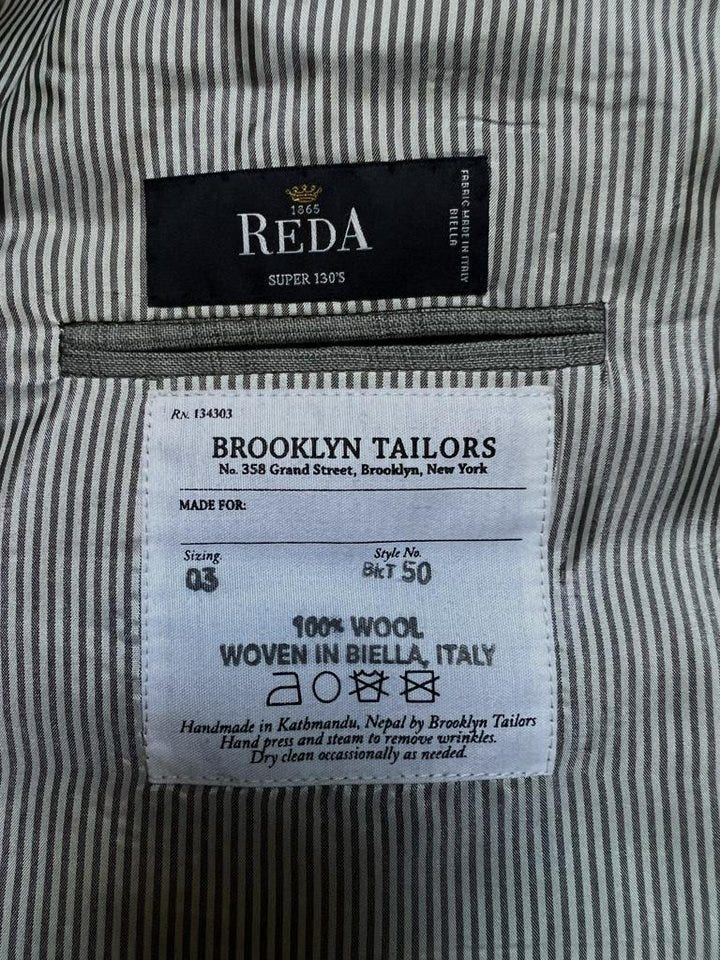 1865
REDA
SUPER 130'S
FABRIC MADE IN ITALY
BIELLA
RN. 134303
BROOKLYN TAILORS
No. 358 Grand Street, Brooklyn, New York
MADE FOR:
Sizing Style No.
03 BKT 50
100% WOOL
WOVEN IN BIELLA, ITALY
Handmade in Kathmandu, Nepal by Brooklyn Tailors
Hand press and steam to remove wrinkles.
Dry clean occassionally as needed.